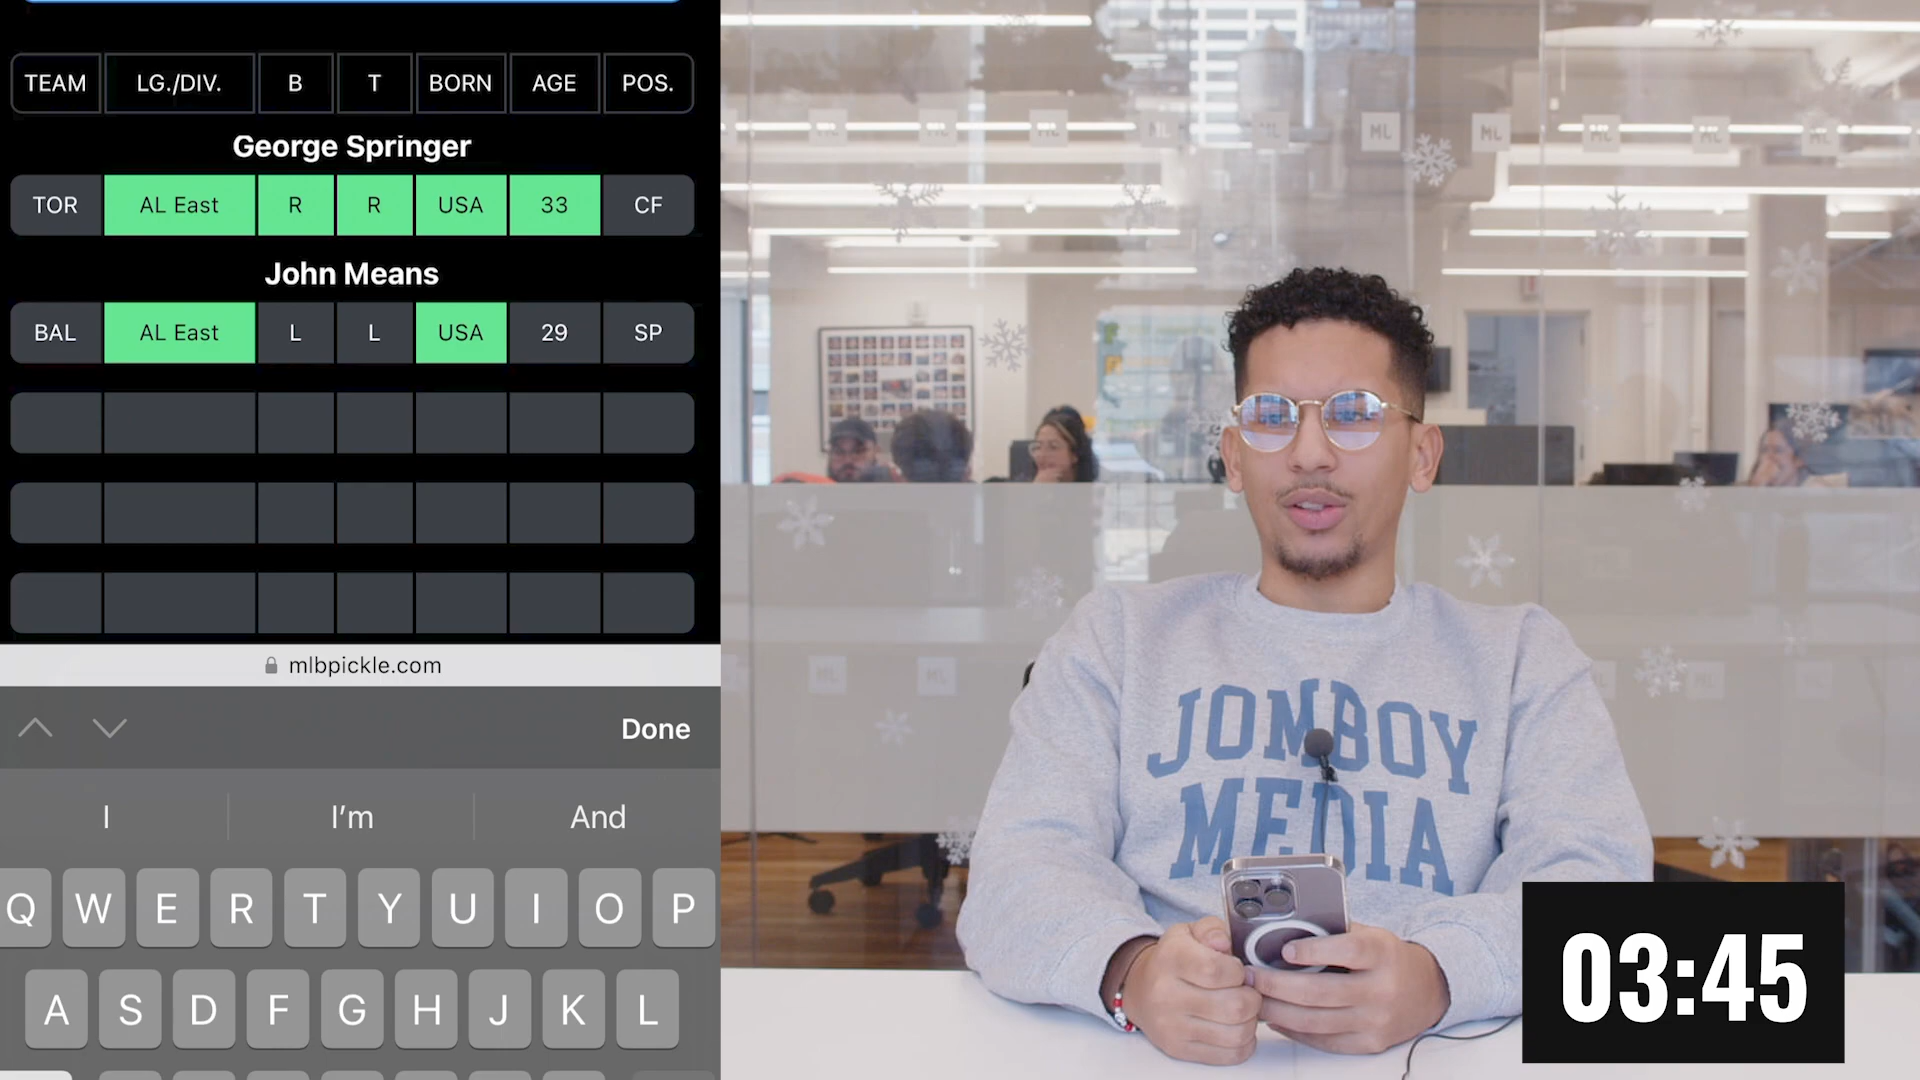 TEAM LG./DIV. B T BORN AGE POS.
George Springer
TOR AL East R R USA 33 CF
John Means
BAL AL East L L USA 29 SP
mlbpickle.com
Done
I I'm And
Q W E R T Y U I O P
A S D F G H J K L
JOMBOY
MEDIA
03:45